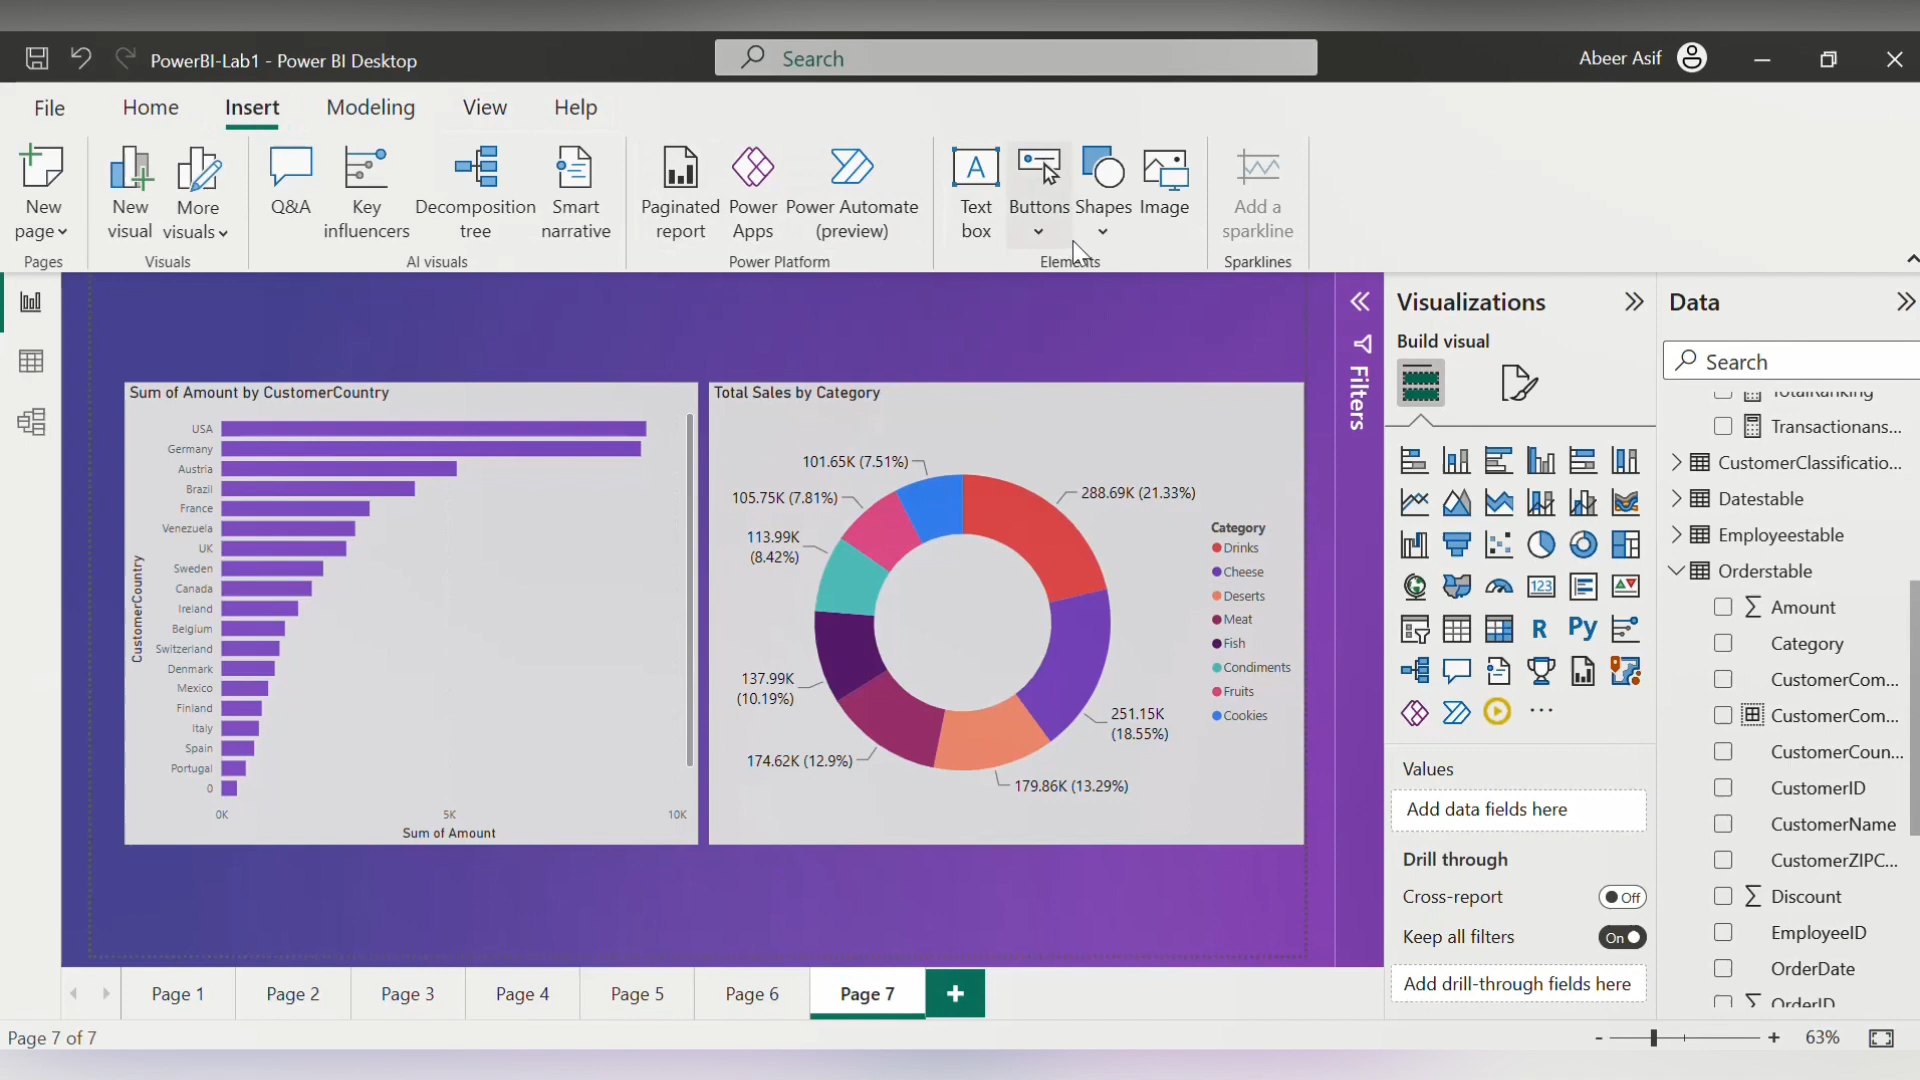 PowerBI-Lab1 - Power BI Desktop
Search
Abeer Asif
File
Home
Insert
Modeling
View
Help
New
page
New
visual
More
visuals
Q&A
Key
influencers
Decomposition
tree
Smart
narrative
Paginated
report
Power
Apps
Power Automate
(preview)
A
Text
box
Buttons
Shapes
Image
Add a
sparkline
Pages
Visuals
AI visuals
Power Platform
Elements
Sparklines
Sum of Amount by CustomerCountry
CustomerCountry
USA
Germany
Austria
Brazil
France
Venezuela
UK
Sweden
Canada
Ireland
Belgium
Switzerland
Denmark
Mexico
Finland
Italy
Spain
Portugal
0
0K
5K
10K
Sum of Amount
Total Sales by Category
101.65K (7.51%)
105.75K (7.81%)
113.99K
(8.42%)
137.99K
(10.19%)
174.62K (12.9%)
179.86K (13.29%)
251.15K
(18.55%)
288.69K (21.33%)
Category
Drinks
Cheese
Deserts
Meat
Fish
Condiments
Fruits
Cookies
Filters
Visualizations
Build visual
123
R
Py
Values
Add data fields here
Drill through
Cross-report
Off
Keep all filters
On
Add drill-through fields here
Data
Search
TotalRanking
Transactionans...
CustomerClassificatio...
Datestable
Employeestable
Orderstable
Amount
Category
CustomerCom...
CustomerCom...
CustomerCoun...
CustomerID
CustomerName
CustomerZIPC...
Discount
EmployeeID
OrderDate
OrderID
Page 1
Page 2
Page 3
Page 4
Page 5
Page 6
Page 7
+
Page 7 of 7
- + 63%